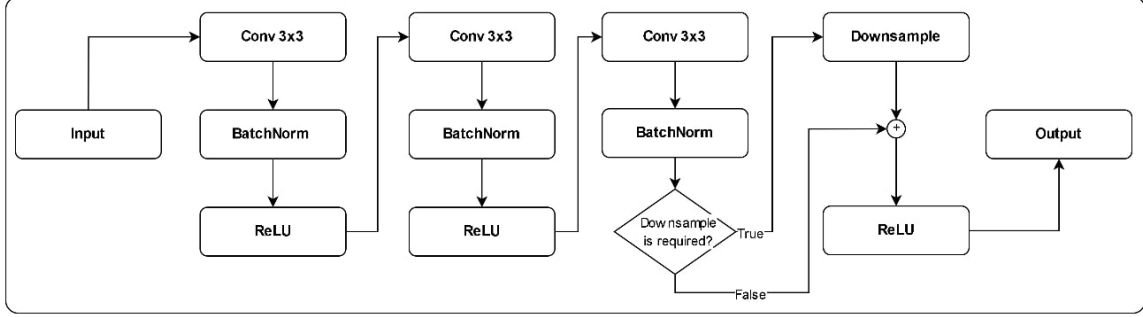 Input
Conv 3x3
BatchNorm
ReLU
Conv 3x3
BatchNorm
ReLU
Conv 3x3
BatchNorm
Downsample
is required?
True
False
Downsample
+
ReLU
Output